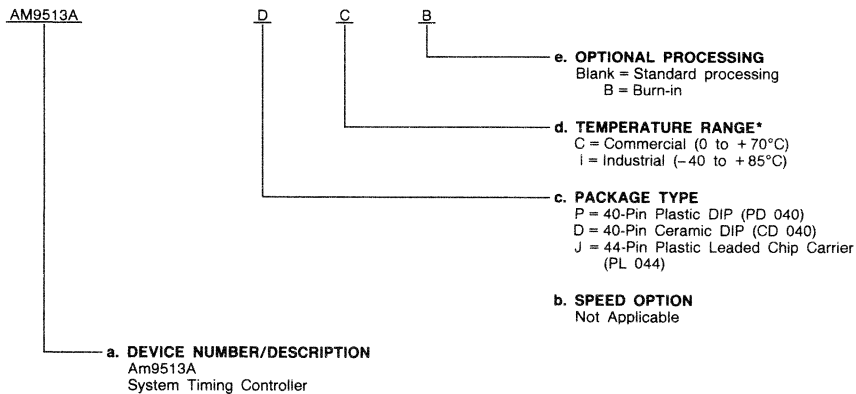 AM9513A D C B
e. OPTIONAL PROCESSING
Blank = Standard processing
B = Burn-in
d. TEMPERATURE RANGE*
C = Commercial (0 to +70°C)
I = Industrial (–40 to +85°C)
c. PACKAGE TYPE
P = 40-Pin Plastic DIP (PD 040)
D = 40-Pin Ceramic DIP (CD 040)
J = 44-Pin Plastic Leaded Chip Carrier
(PL 044)
b. SPEED OPTION
Not Applicable
a. DEVICE NUMBER/DESCRIPTION
Am9513A
System Timing Controller